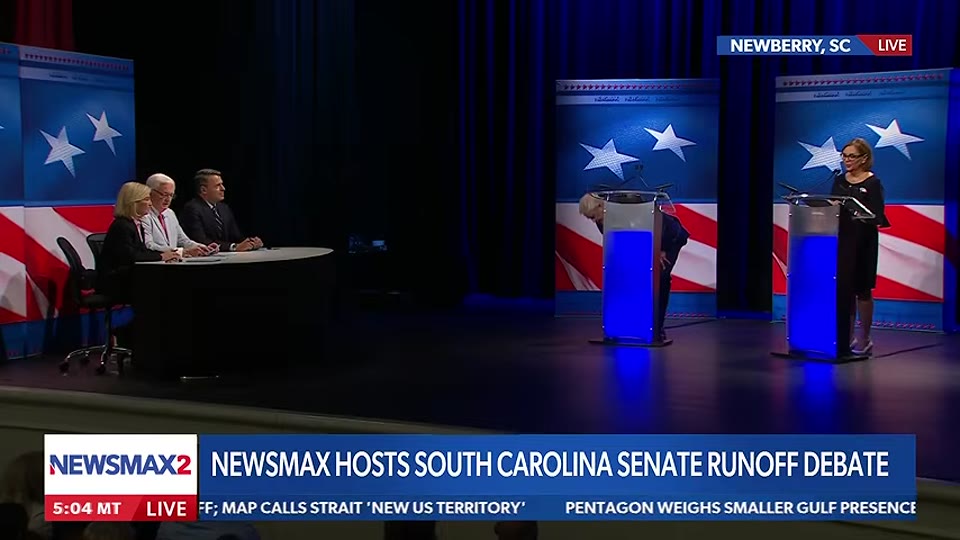 NEWBERRY, SC LIVE
NEWSMAX2
NEWSMAX HOSTS SOUTH CAROLINA SENATE RUNOFF DEBATE
5:04 MT LIVE
FF; MAP CALLS STRAIT 'NEW US TERRITORY' PENTAGON WEIGHS SMALLER GULF PRESENCE